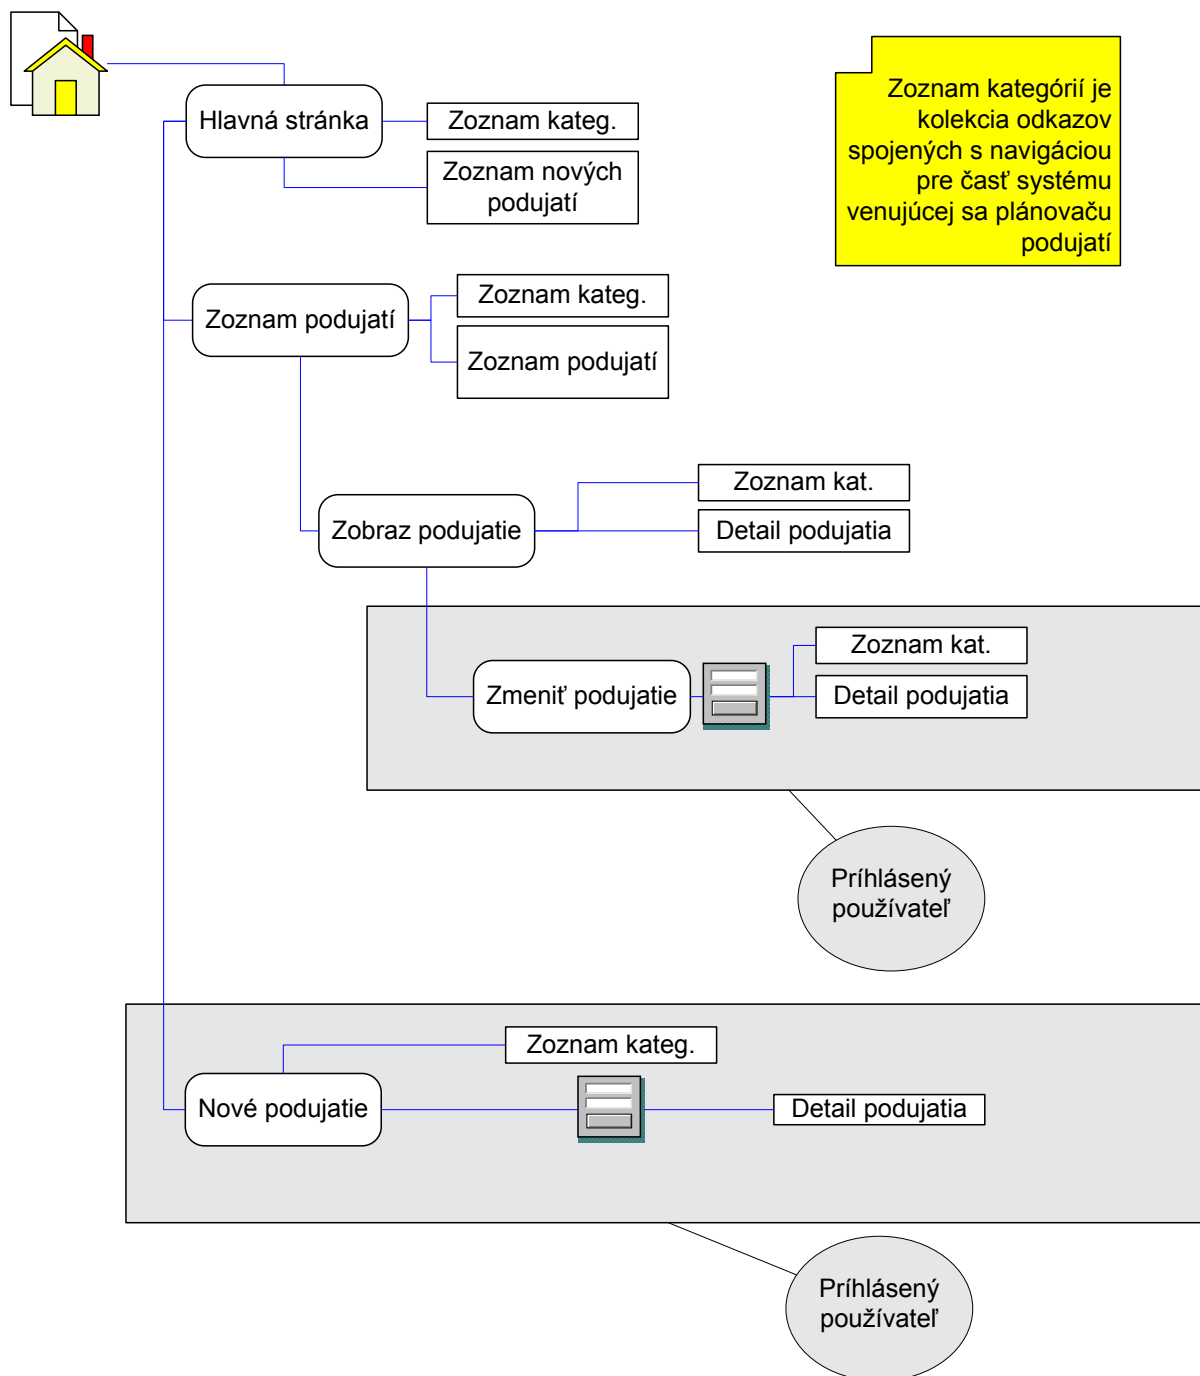 Hlavná stránka
Zoznam kateg.
Zoznam nových
podujatí
Zoznam kategórií je
kolekcia odkazov
spojených s navigáciou
pre časť systému
venujúcej sa plánovaču
podujatí
Zoznam podujatí
Zoznam kateg.
Zoznam podujatí
Zobraz podujatie
Zoznam kat.
Detail podujatia
Zmeniť podujatie
Zoznam kat.
Detail podujatia
Príhlásený
používateľ
Zoznam kateg.
Nové podujatie
Detail podujatia
Príhlásený
používateľ